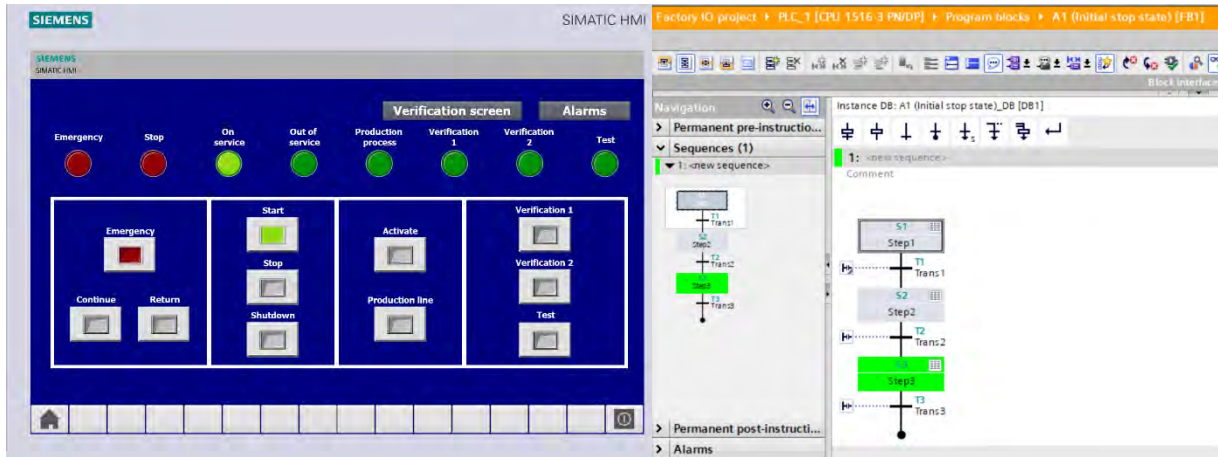 SIEMENS
SIMATIC HMI
SIEMENS
SIMATIC HMI
Verification screen
Alarms
Emergency
Stop
On service
Out of service
Production process
Verification 1
Verification 2
Test
Emergency
Continue
Return
Start
Stop
Shutdown
Activate
Production line
Verification 1
Verification 2
Test
Factory IO project
PLC_1 [CPU 1516-3 PN/DP]
Program blocks
A1 (Initial stop state) [FB1]
Block interface
Navigation
Instance DB: A1 (Initial stop state)_DB [DB1]
Permanent pre-instructio...
Sequences (1)
1: <new sequence>
T1
Trans1
S2
Step2
T2
Trans2
Step3
T3
Trans3
Permanent post-instructi...
Alarms
1: <new sequence>
Comment
S1
Step1
T1
Trans1
S2
Step2
T2
Trans2
S3
Step3
T3
Trans3